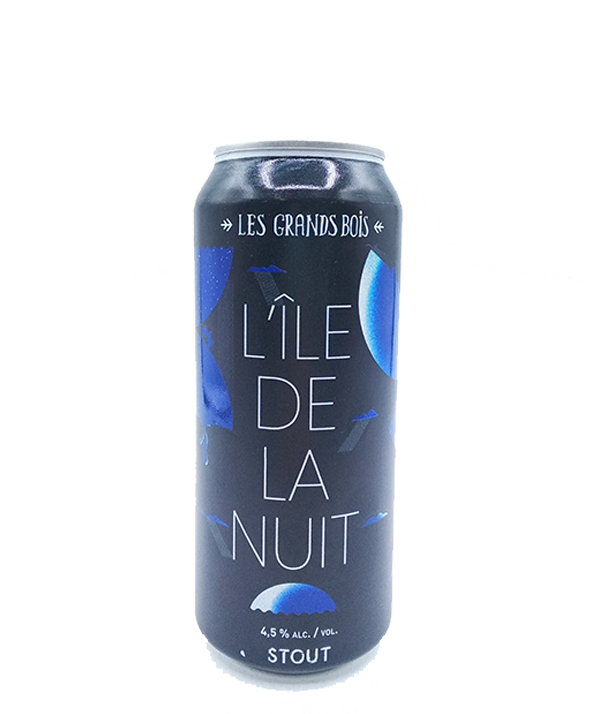 LES GRANDS BOIS
L'ÎLE
DE
LA
NUIT
4,5 % ALC. / VOL.
STOUT